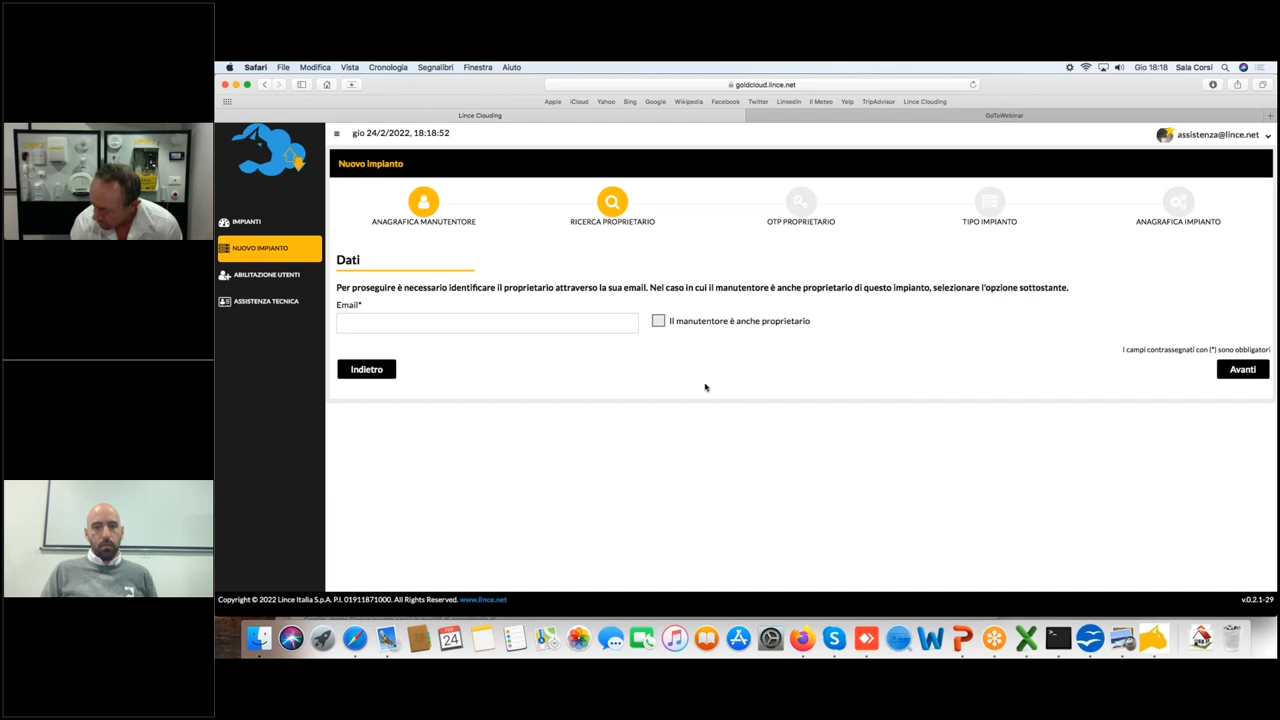 Safari File Modifica Vista Cronologia Segnalibri Finestra Aiuto
Gio 18:18 Sala Corsi
goldcloud.lince.net
Apple iCloud Yahoo Bing Google Wikipedia Facebook Twitter LinkedIn Il Meteo Yelp TripAdvisor Lince Clouding
Lince Clouding
GoToWebinar
gio 24/2/2022, 18:18:52
assistenza@lince.net
Nuovo impianto
ANAGRAFICA MANUTENTORE
RICERCA PROPRIETARIO
OTP PROPRIETARIO
TIPO IMPIANTO
ANAGRAFICA IMPIANTO
IMPIANTI
NUOVO IMPIANTO
ABILITAZIONE UTENTI
ASSISTENZA TECNICA
Dati
Per proseguire è necessario identificare il proprietario attraverso la sua email. Nel caso in cui il manutentore è anche proprietario di questo impianto, selezionare l'opzione sottostante.
Email*
Il manutentore è anche proprietario
I campi contrassegnati con (*) sono obbligatori
Indietro
Avanti
Copyright © 2022 Lince Italia S.p.A. P.I. 01911871000. All Rights Reserved. www.lince.net
v.0.2.1-29
24